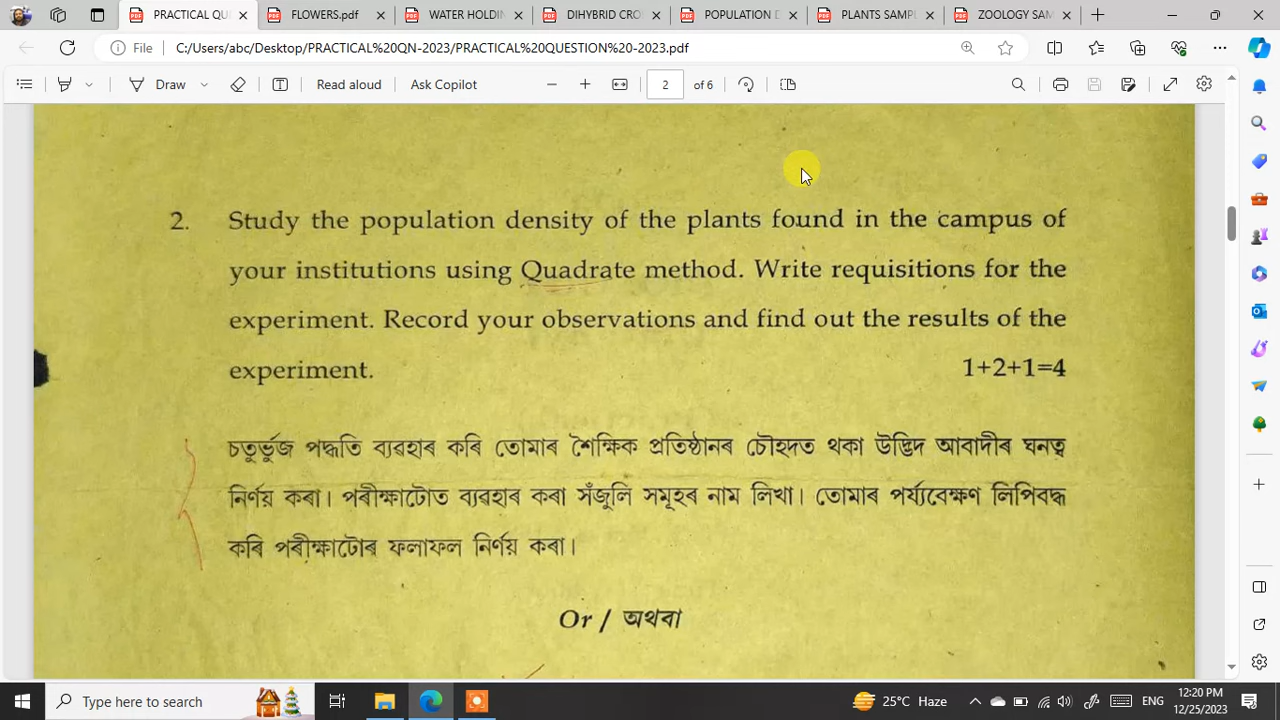 PRACTICAL QU
FLOWERS.pdf
WATER HOLDIN
DIHYBRID CRO
POPULATION D
PLANTS SAMPL
ZOOLOGY SAM
File
C:/Users/abc/Desktop/PRACTICAL%20QN-2023/PRACTICAL%20QUESTION%20-2023.pdf
Draw
Read aloud
Ask Copilot
2
of 6
2. Study the population density of the plants found in the campus of
your institutions using Quadrate method. Write requisitions for the
experiment. Record your observations and find out the results of the
experiment. 1+2+1=4
চতুৰ্ভুজ পদ্ধতি ব্যৱহাৰ কৰি তোমাৰ শৈক্ষিক প্ৰতিষ্ঠানৰ চৌহদত থকা উদ্ভিদ আবাদীৰ ঘনত্ব
নিৰ্ণয় কৰা। পৰীক্ষাটোত ব্যৱহাৰ কৰা সঁজুলি সমূহৰ নাম লিখা। তোমাৰ পৰ্য্যবেক্ষণ লিপিবদ্ধ
কৰি পৰীক্ষাটোৰ ফলাফল নিৰ্ণয় কৰা।
Or / অথবা
Type here to search
25°C Haze
ENG
12:20 PM
12/25/2023